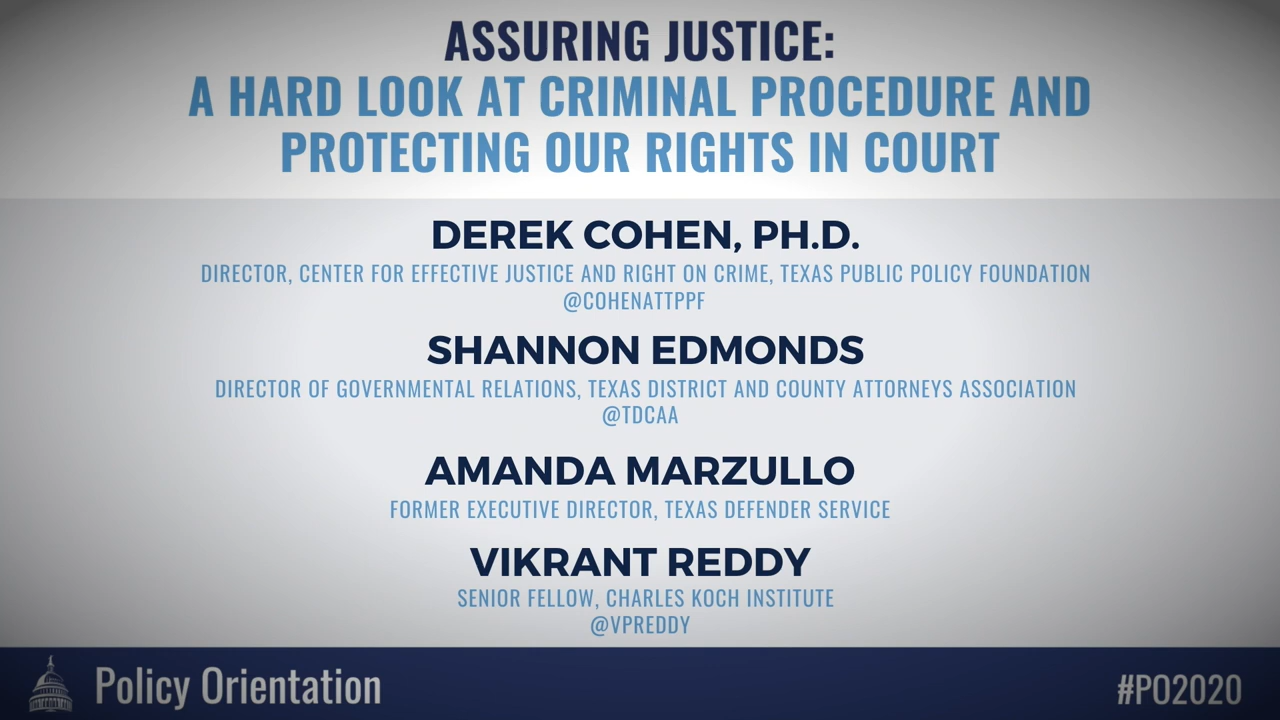 ASSURING JUSTICE:
A HARD LOOK AT CRIMINAL PROCEDURE AND
PROTECTING OUR RIGHTS IN COURT
DEREK COHEN, PH.D.
DIRECTOR, CENTER FOR EFFECTIVE JUSTICE AND RIGHT ON CRIME, TEXAS PUBLIC POLICY FOUNDATION
@COHENATTPPF
SHANNON EDMONDS
DIRECTOR OF GOVERNMENTAL RELATIONS, TEXAS DISTRICT AND COUNTY ATTORNEYS ASSOCIATION
@TDCAA
AMANDA MARZULLO
FORMER EXECUTIVE DIRECTOR, TEXAS DEFENDER SERVICE
VIKRANT REDDY
SENIOR FELLOW, CHARLES KOCH INSTITUTE
@VPREDDY
Policy Orientation
#PO2020